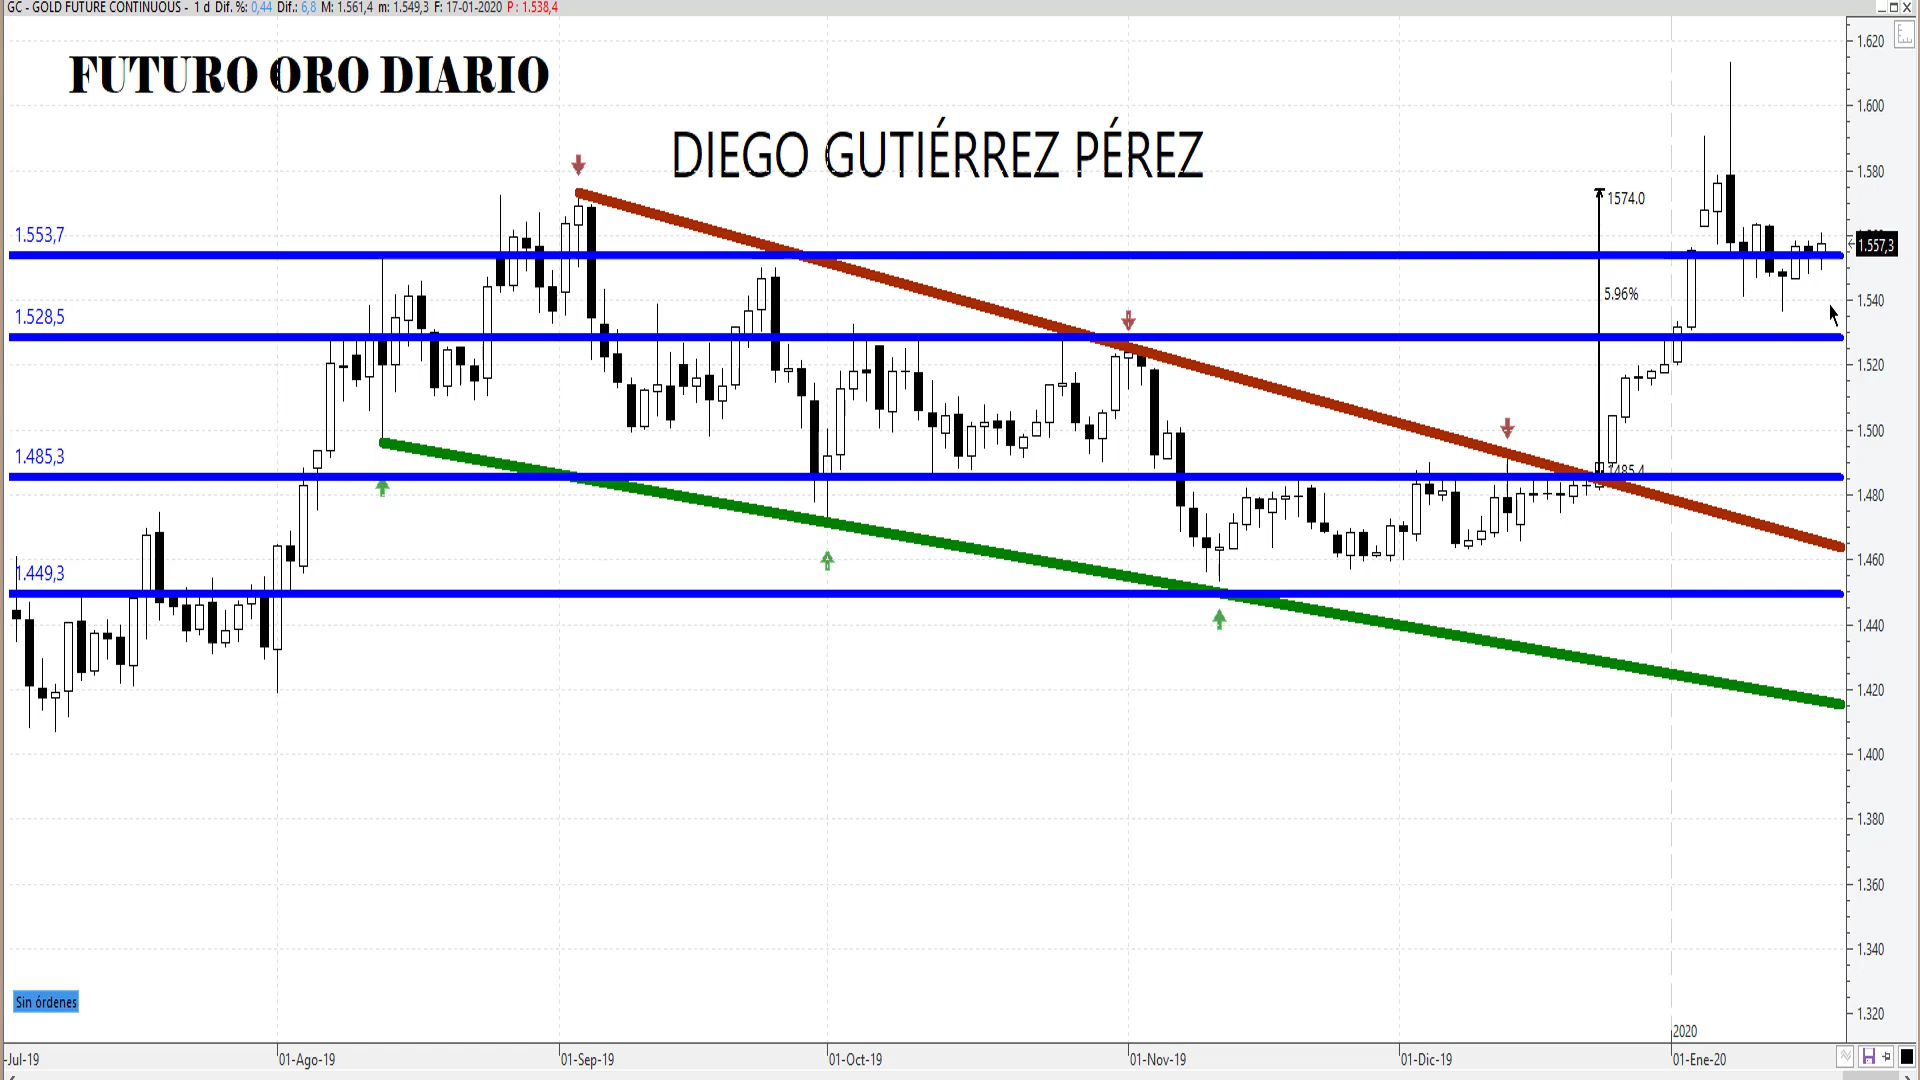 GC - GOLD FUTURE CONTINUOUS - 1 d Dif. %: 0,44 Dif.: 6,8 M: 1.561,4 m: 1.549,3 F: 17-01-2020 P: 1.538,4
FUTURO ORO DIARIO
DIEGO GUTIÉRREZ PÉREZ
1.620
1.600
1.580
1574.0
1.553,7
1.557,3
5.96%
1.540
1.528,5
1.520
1.500
1.485,3
1485.4
1.480
1.460
1.449,3
1.440
1.420
1.400
1.380
1.360
1.340
1.320
Sin órdenes
2020
-Jul-19
01-Ago-19
01-Sep-19
01-Oct-19
01-Nov-19
01-Dic-19
01-Ene-20